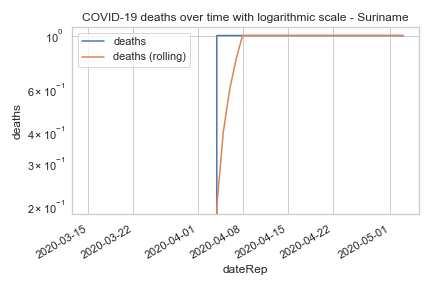 COVID-19 deaths over time with logarithmic scale - Suriname
deaths
deaths (rolling)
10⁰
6 × 10⁻¹
4 × 10⁻¹
3 × 10⁻¹
2 × 10⁻¹
deaths
2020-03-15
2020-03-22
2020-04-01
2020-04-08
2020-04-15
2020-04-22
2020-05-01
dateRep